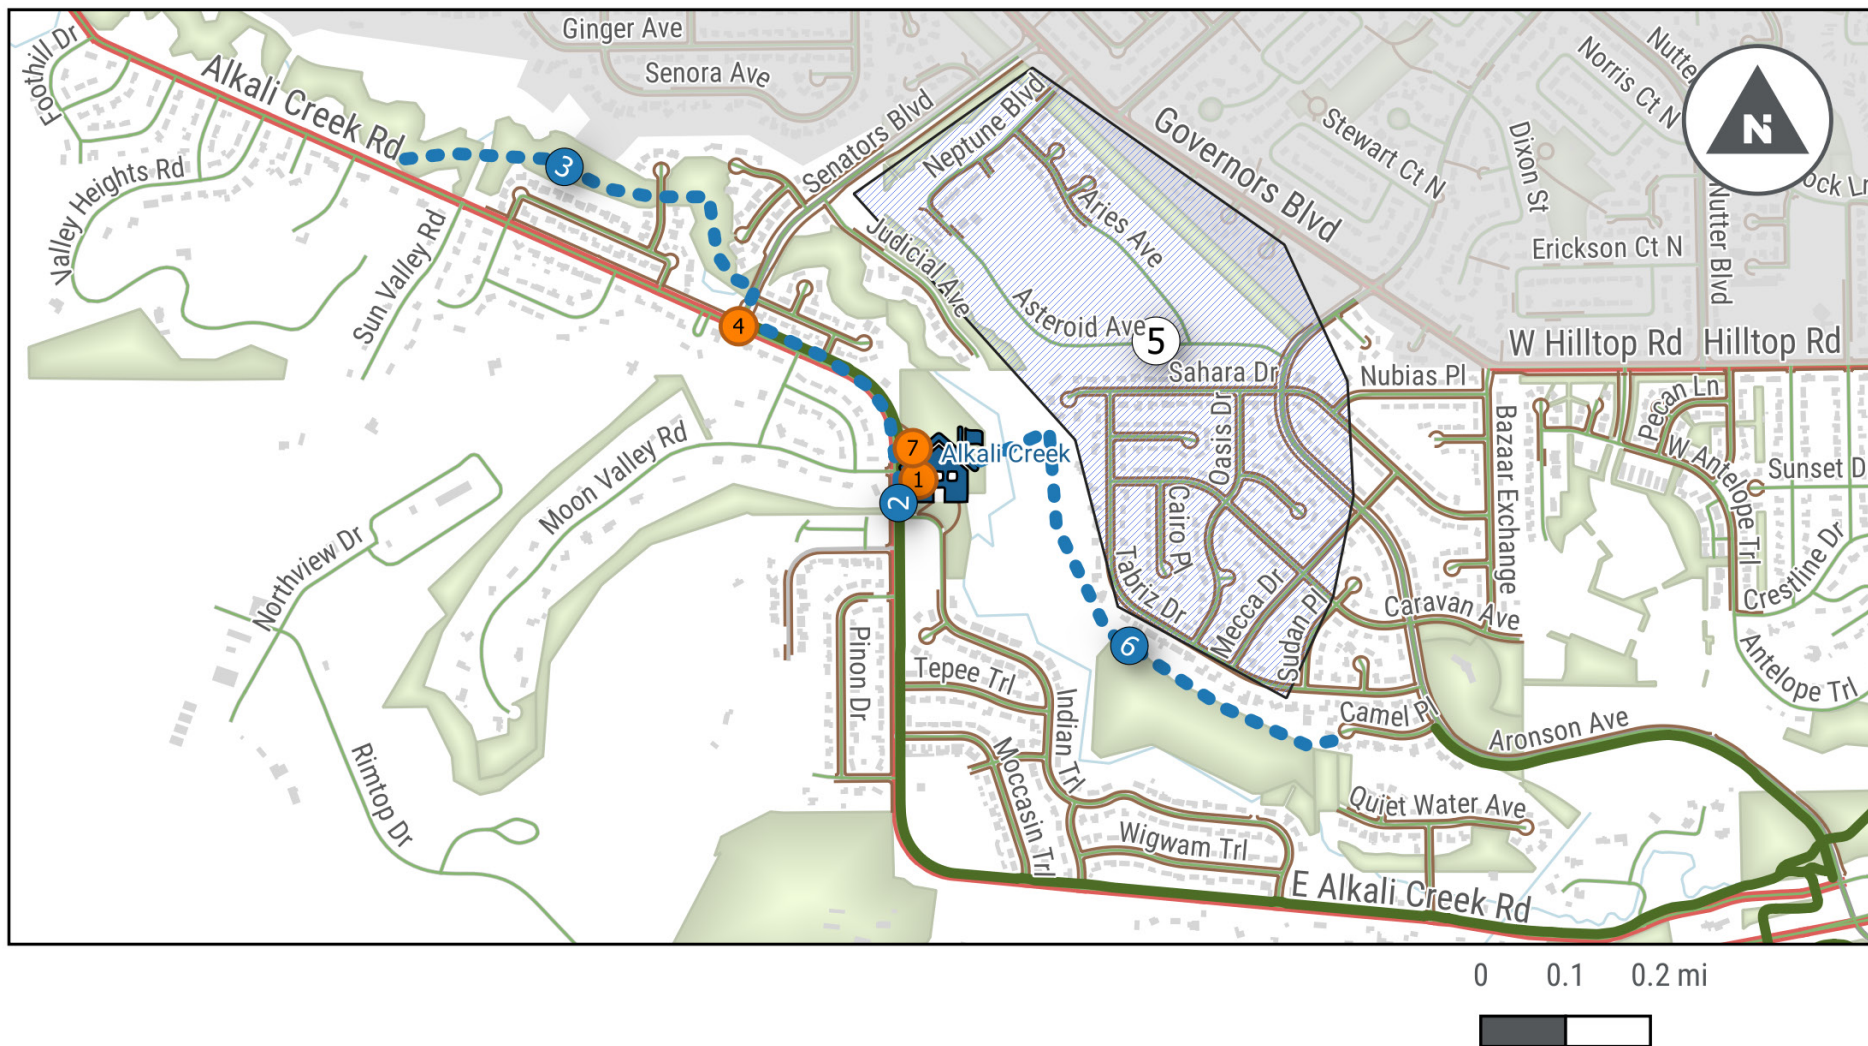 Ginger Ave
Senora Ave
Foothill Dr
Alkali Creek Rd
Valley Heights Rd
Sun Valley Rd
3
Senators Blvd
Neptune Blvd
Governors Blvd
Norris Ct N
Stewart Ct N
Dixon St
Erickson Ct N
Nutter Blvd
N
Judicial Ave
Aries Ave
Asteroid Ave
4
5
Sahara Dr
W Hilltop Rd
Hilltop Rd
Nubias Pl
Pecan Ln
W Antelope Trl
Bazaar Exchange
Sunset D
Crestline Dr
Antelope Trl
Oasis Dr
Cairo Pl
Tabriz Dr
Mecca Dr
Sudan Pl
Caravan Ave
7
Alkali Creek
1
2
Moon Valley Rd
Northview Dr
Rimtop Dr
Pinon Dr
Tepee Trl
Indian Trl
Moccasin Trl
Wigwam Trl
6
Camel Pl
Aronson Ave
Quiet Water Ave
E Alkali Creek Rd
0 0.1 0.2 mi